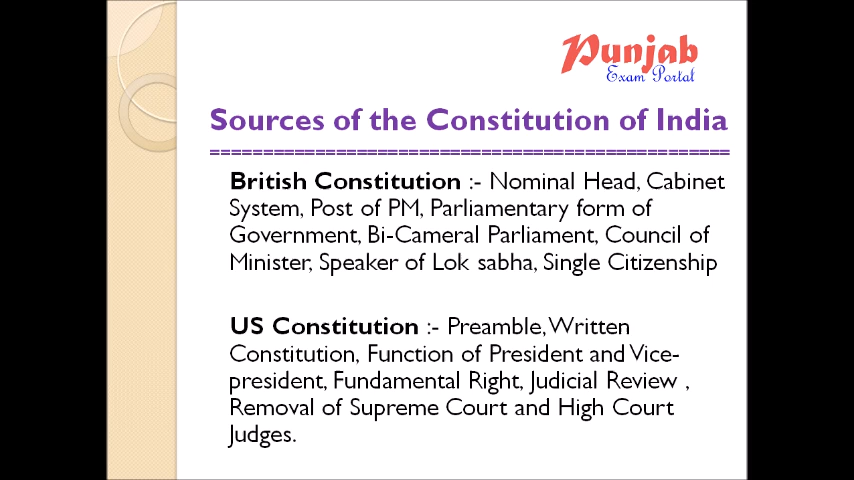 Punjab
Exam Portal
Sources of the Constitution of India
=================================================
British Constitution :- Nominal Head, Cabinet
System, Post of PM, Parliamentary form of
Government, Bi-Cameral Parliament, Council of
Minister, Speaker of Lok sabha, Single Citizenship
US Constitution :- Preamble, Written
Constitution, Function of President and Vice-
president, Fundamental Right, Judicial Review ,
Removal of Supreme Court and High Court
Judges.